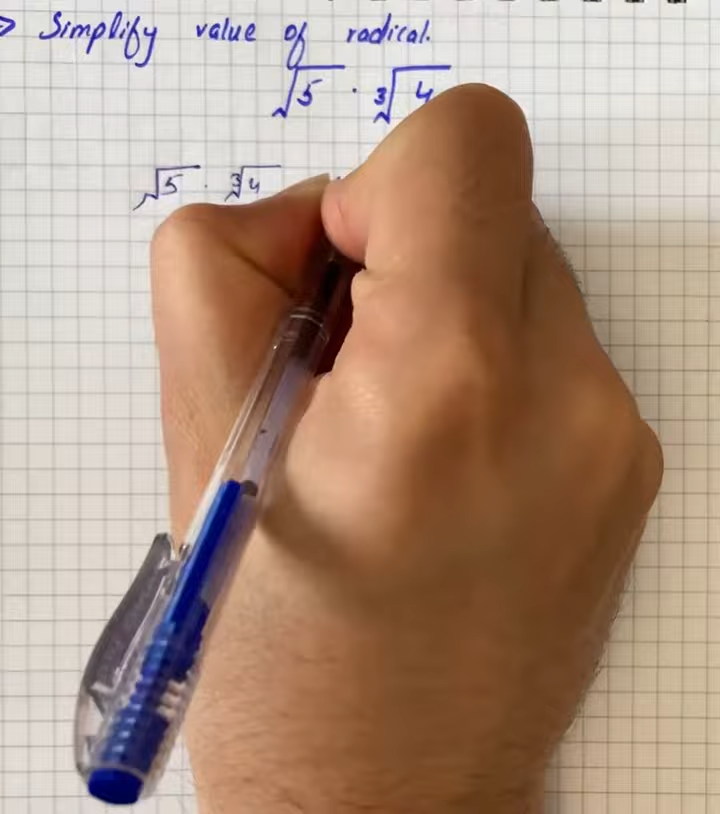 => Simplify value of radical.
√5 · ∛4
√5 · ∛4